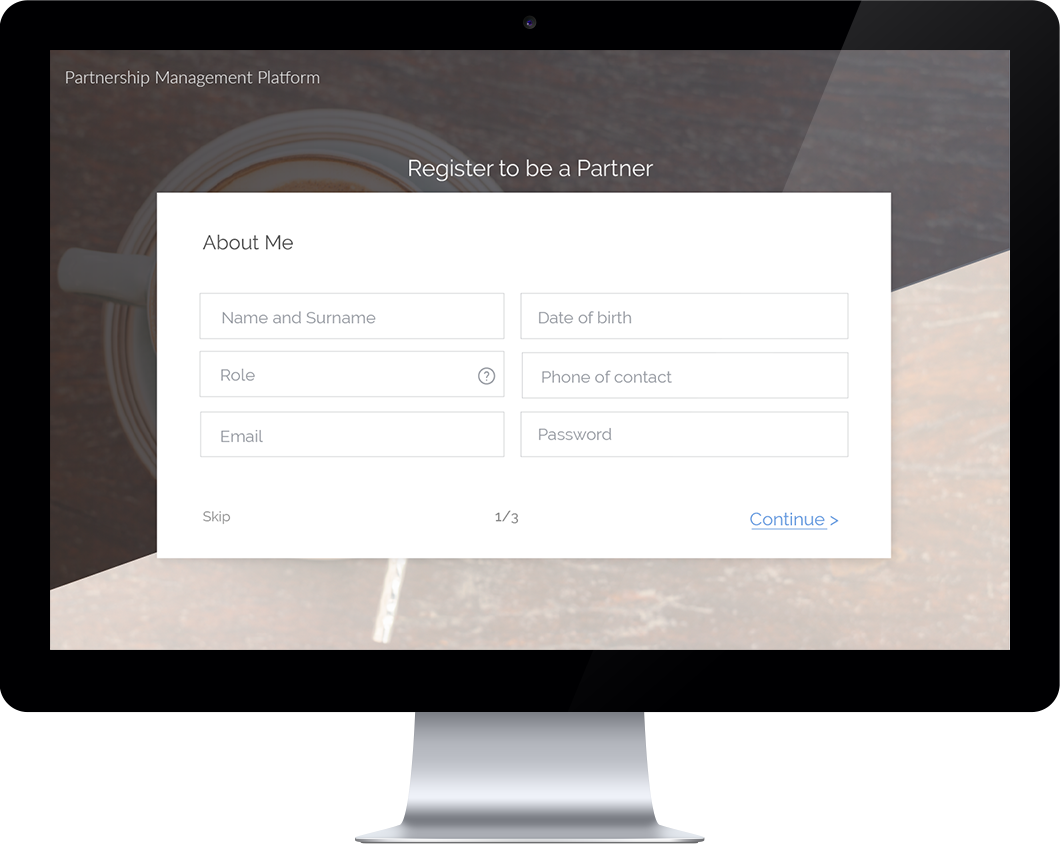 Partnership Management Platform
Register to be a Partner
About Me
Name and Surname
Date of birth
Role ?
Phone of contact
Email
Password
Skip
1/3
Continue >